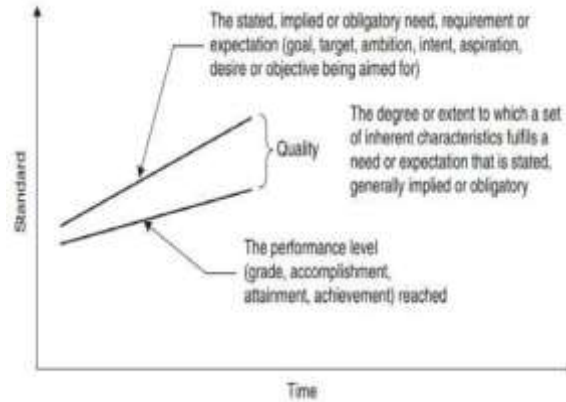 The stated, implied or obligatory need, requirement or
expectation (goal, target, ambition, intent, aspiration,
desire or objective being aimed for)
The degree or extent to which a set
of inherent characteristics fulfils a
need or expectation that is stated,
generally implied or obligatory
Quality
Standard
The performance level
(grade, accomplishment,
attainment, achievement) reached
Time